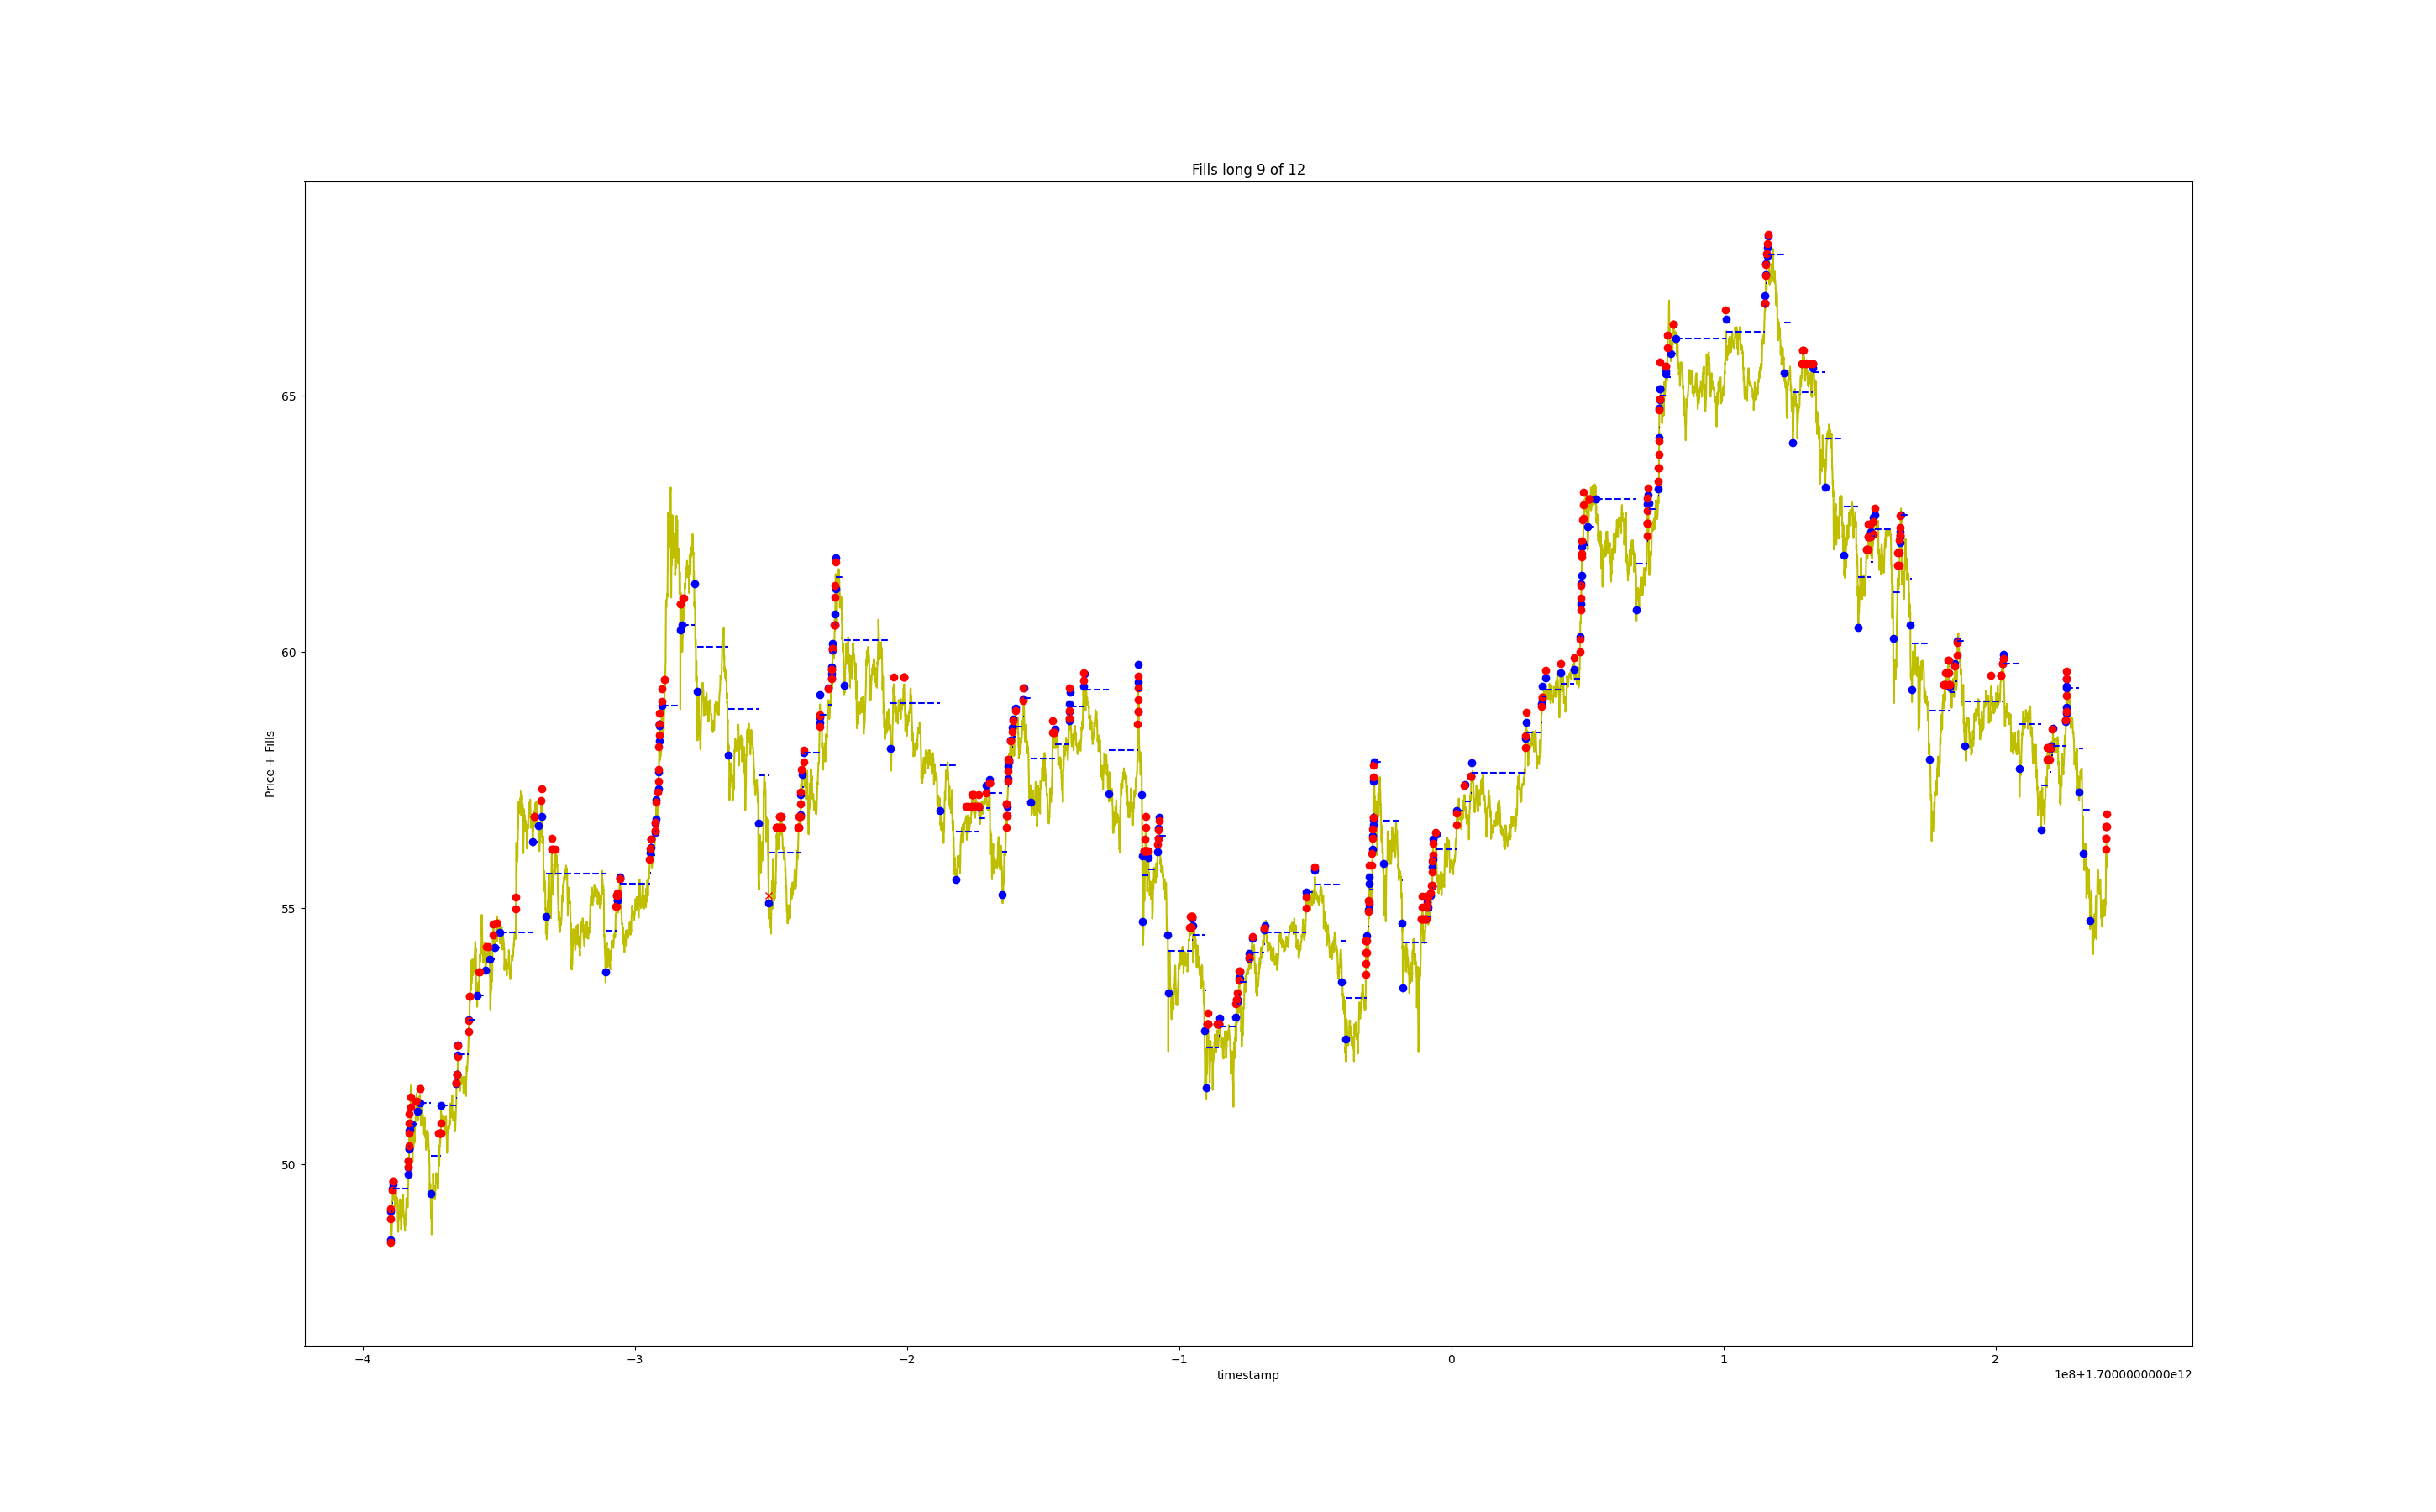 Fills long 9 of 12
Price + Fills
65
60
55
50
−4
−3
−2
−1
0
1
2
timestamp
1e8+1.7000000000e12